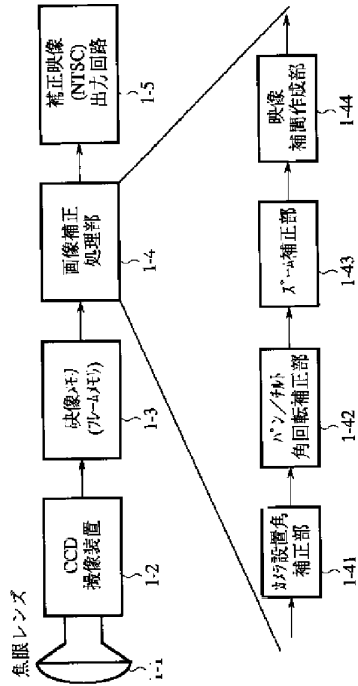 焦眼レンズ
1-1
CCD
撮像装置
1-2
映像メモリ
(フレームメモリ)
1-3
画像補正
処理部
1-4
補正映像
(NTSC)
出力回路
1-5
カメラ設置角
補正部
1-41
パン/チルト
角回転補正部
1-42
ズーム補正部
1-43
映像
補間作成部
1-44